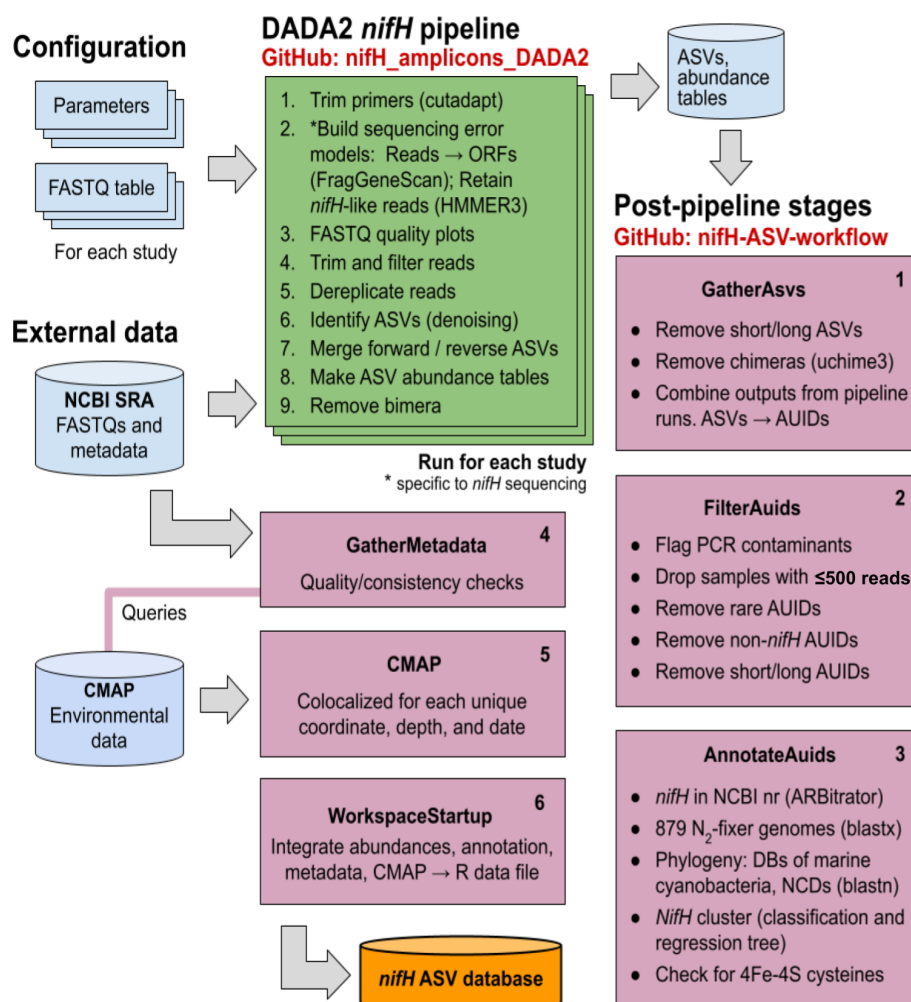 Configuration
Parameters
FASTQ table
For each study
External data
NCBI SRA
FASTQs and
metadata
DADA2 nifH pipeline
GitHub: nifH_amplicons_DADA2
1. Trim primers (cutadapt)
2. *Build sequencing error
models: Reads → ORFs
(FragGeneScan); Retain
nifH-like reads (HMMER3)
3. FASTQ quality plots
4. Trim and filter reads
5. Dereplicate reads
6. Identify ASVs (denoising)
7. Merge forward / reverse ASVs
8. Make ASV abundance tables
9. Remove bimera
Run for each study
* specific to nifH sequencing
ASVs,
abundance
tables
Post-pipeline stages
GitHub: nifH-ASV-workflow
GatherAsvs 1
• Remove short/long ASVs
• Remove chimeras (uchime3)
• Combine outputs from pipeline
runs. ASVs → AUIDs
FilterAuids 2
• Flag PCR contaminants
• Drop samples with ≤500 reads
• Remove rare AUIDs
• Remove non-nifH AUIDs
• Remove short/long AUIDs
AnnotateAuids 3
• nifH in NCBI nr (ARBitrator)
• 879 N₂-fixer genomes (blastx)
• Phylogeny: DBs of marine
cyanobacteria, NCDs (blastn)
• NifH cluster (classification and
regression tree)
• Check for 4Fe-4S cysteines
GatherMetadata 4
Quality/consistency checks
Queries
CMAP
Environmental
data
CMAP 5
Colocalized for each unique
coordinate, depth, and date
WorkspaceStartup 6
Integrate abundances, annotation,
metadata, CMAP → R data file
nifH ASV database